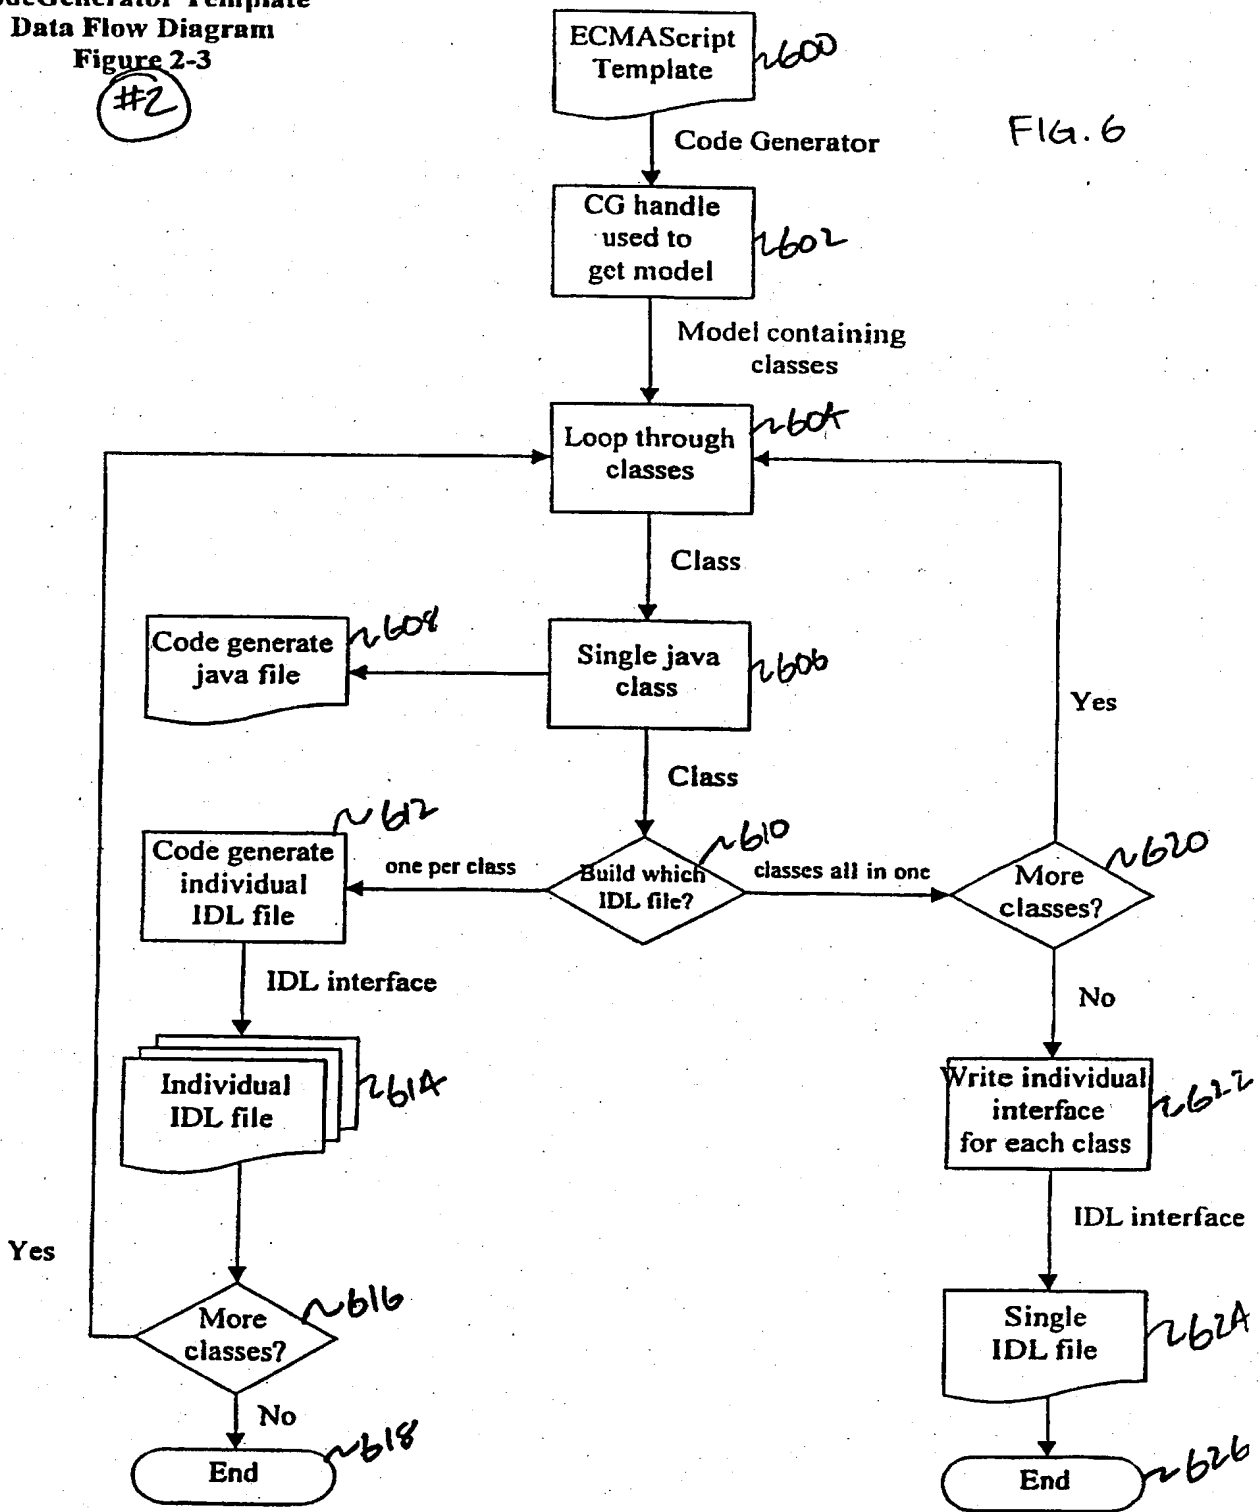 Generator Template
Data Flow Diagram
Figure 2-3
#2
FIG. 6
ECMAScript
Template
600
Code Generator
CG handle
used to
get model
602
Model containing
classes
Loop through
classes
604
Class
Single java
class
606
Code generate
java file
608
Class
Build which
IDL file?
610
one per class
classes all in one
Code generate
individual
IDL file
612
IDL interface
Individual
IDL file
614
More
classes?
616
Yes
No
End
618
More
classes?
620
Yes
No
Write individual
interface
for each class
622
IDL interface
Single
IDL file
624
End
626